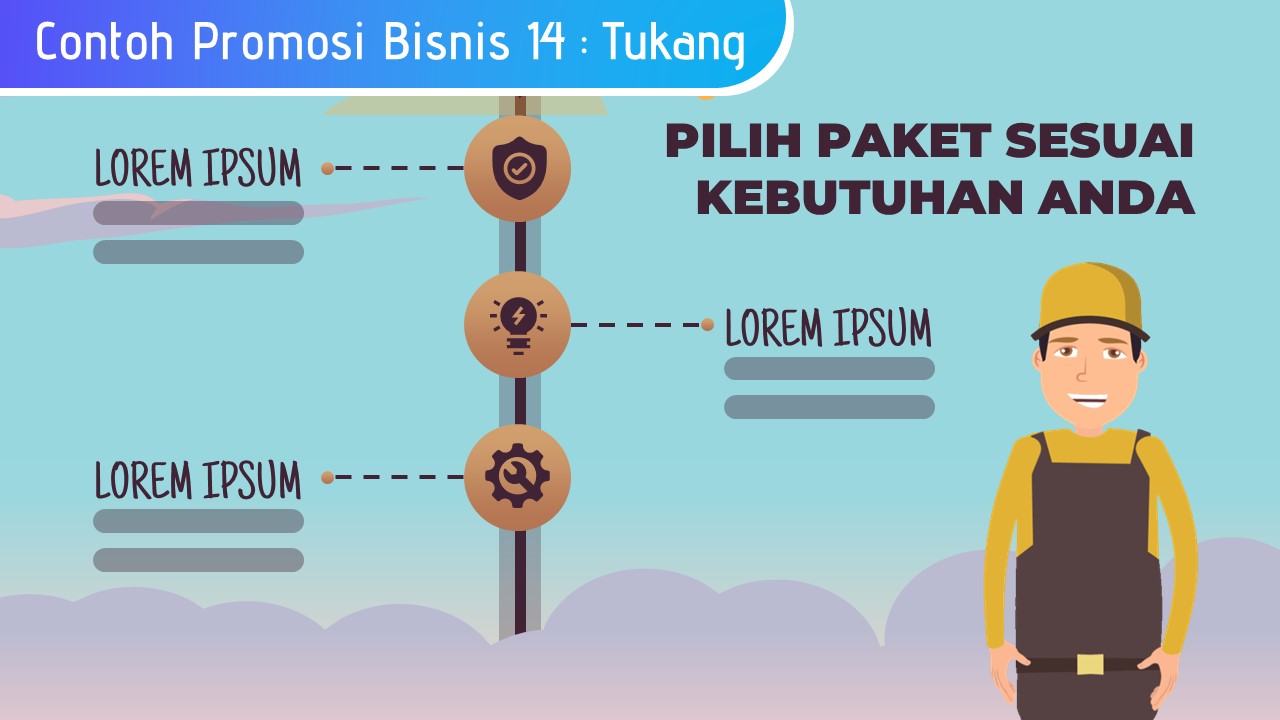 Contoh Promosi Bisnis 14 : Tukang
PILIH PAKET SESUAI
KEBUTUHAN ANDA
LOREM IPSUM
LOREM IPSUM
LOREM IPSUM